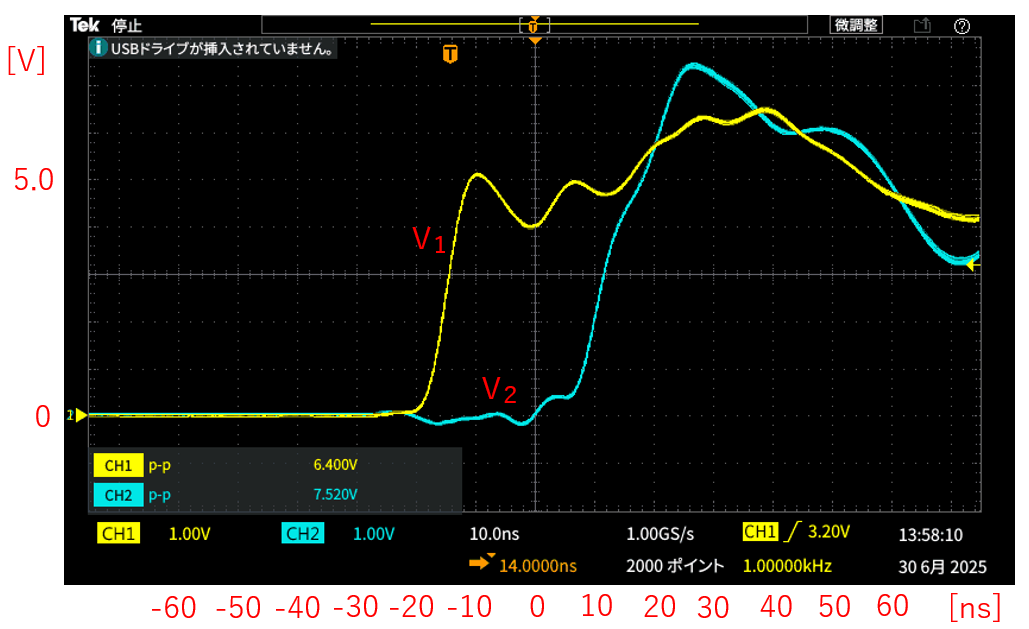 Tek 停止 [T] 微調整 ?
i USBドライブが挿入されていません。
T
[V]
5.0
V1
V2
0
CH1 p-p 6.400V
CH2 p-p 7.520V
CH1 1.00V CH2 1.00V 10.0ns 1.00GS/s CH1 3.20V 13:58:10
14.0000ns 2000 ポイント 1.00000kHz 30 6月 2025
-60 -50 -40 -30 -20 -10 0 10 20 30 40 50 60 [ns]